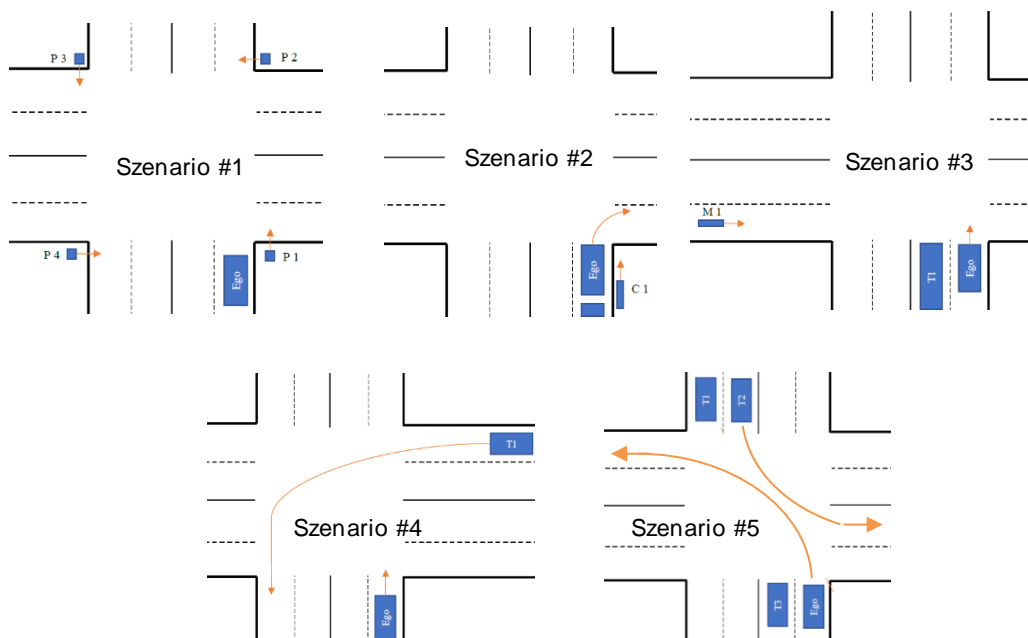 P 3
P 2
Szenario #1
P 4
P 1
Ego
Szenario #2
Ego
C 1
Szenario #3
M 1
T1
Ego
T1
Szenario #4
Ego
T1
T2
Szenario #5
T3
Ego